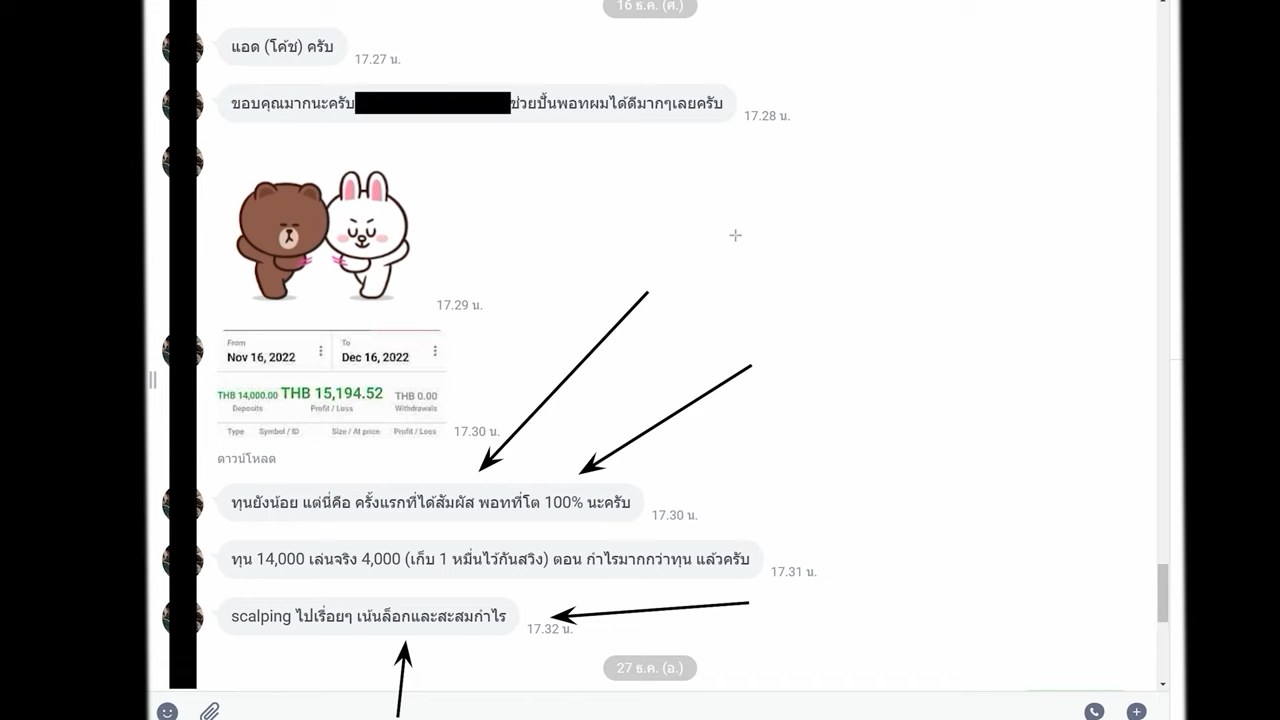 16 ธ.ค. (ศ.)
แอด (โค้ช) ครับ
17.27 น.
ขอบคุณมากนะครับ ช่วยปั้นพอทผมได้ดีมากๆเลยครับ
17.28 น.
17.29 น.
From
To
Nov 16, 2022
Dec 16, 2022
THB 14,000.00 THB 15,194.52 THB 0.00
Deposits Profit / Loss Withdrawals
Type Symbol / ID Size / At price Profit / Loss
17.30 น.
ดาวน์โหลด
ทุนยังน้อย แต่นี่คือ ครั้งแรกที่ได้สัมผัส พอทที่โต 100% นะครับ
17.30 น.
ทุน 14,000 เล่นจริง 4,000 (เก็บ 1 หมื่นไว้กันสวิง) ตอน กำไรมากกว่าทุน แล้วครับ
17.31 น.
scalping ไปเรื่อยๆ เน้นล็อกและสะสมกำไร
17.32 น.
27 ธ.ค. (อ.)